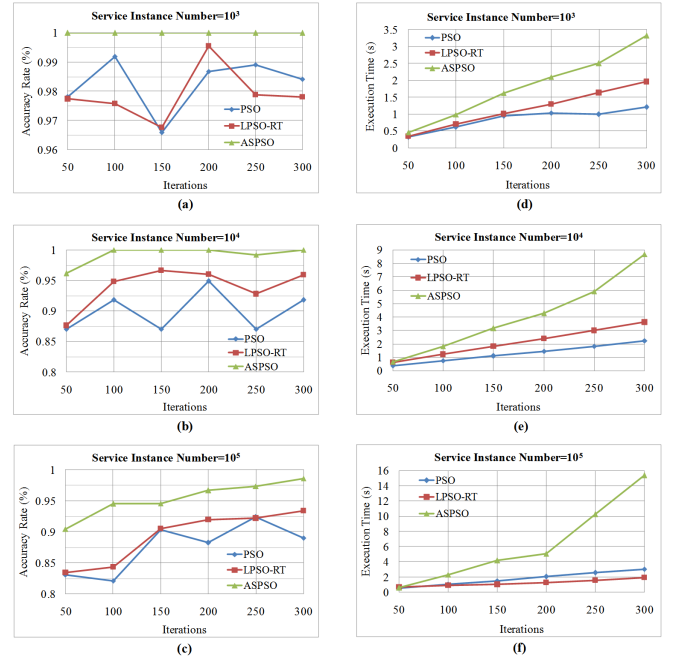 Service Instance Number=10³
Accuracy Rate (%)
1
0.99
0.98
0.97
0.96
50 100 150 200 250 300
Iterations
PSO
LPSO-RT
ASPSO
(a)
Service Instance Number=10³
Execution Time (s)
3.5
3
2.5
2
1.5
1
0.5
0
50 100 150 200 250 300
Iterations
PSO
LPSO-RT
ASPSO
(d)
Service Instance Number=10⁴
Accuracy Rate (%)
1
0.95
0.9
0.85
0.8
50 100 150 200 250 300
Iterations
PSO
LPSO-RT
ASPSO
(b)
Service Instance Number=10⁴
Execution Time (s)
9
8
7
6
5
4
3
2
1
0
50 100 150 200 250 300
Iterations
PSO
LPSO-RT
ASPSO
(e)
Service Instance Number=10⁵
Accuracy Rate (%)
1
0.95
0.9
0.85
0.8
50 100 150 200 250 300
Iterations
PSO
LPSO-RT
ASPSO
(c)
Service Instance Number=10⁵
Execution Time (s)
16
14
12
10
8
6
4
2
0
50 100 150 200 250 300
Iterations
PSO
LPSO-RT
ASPSO
(f)